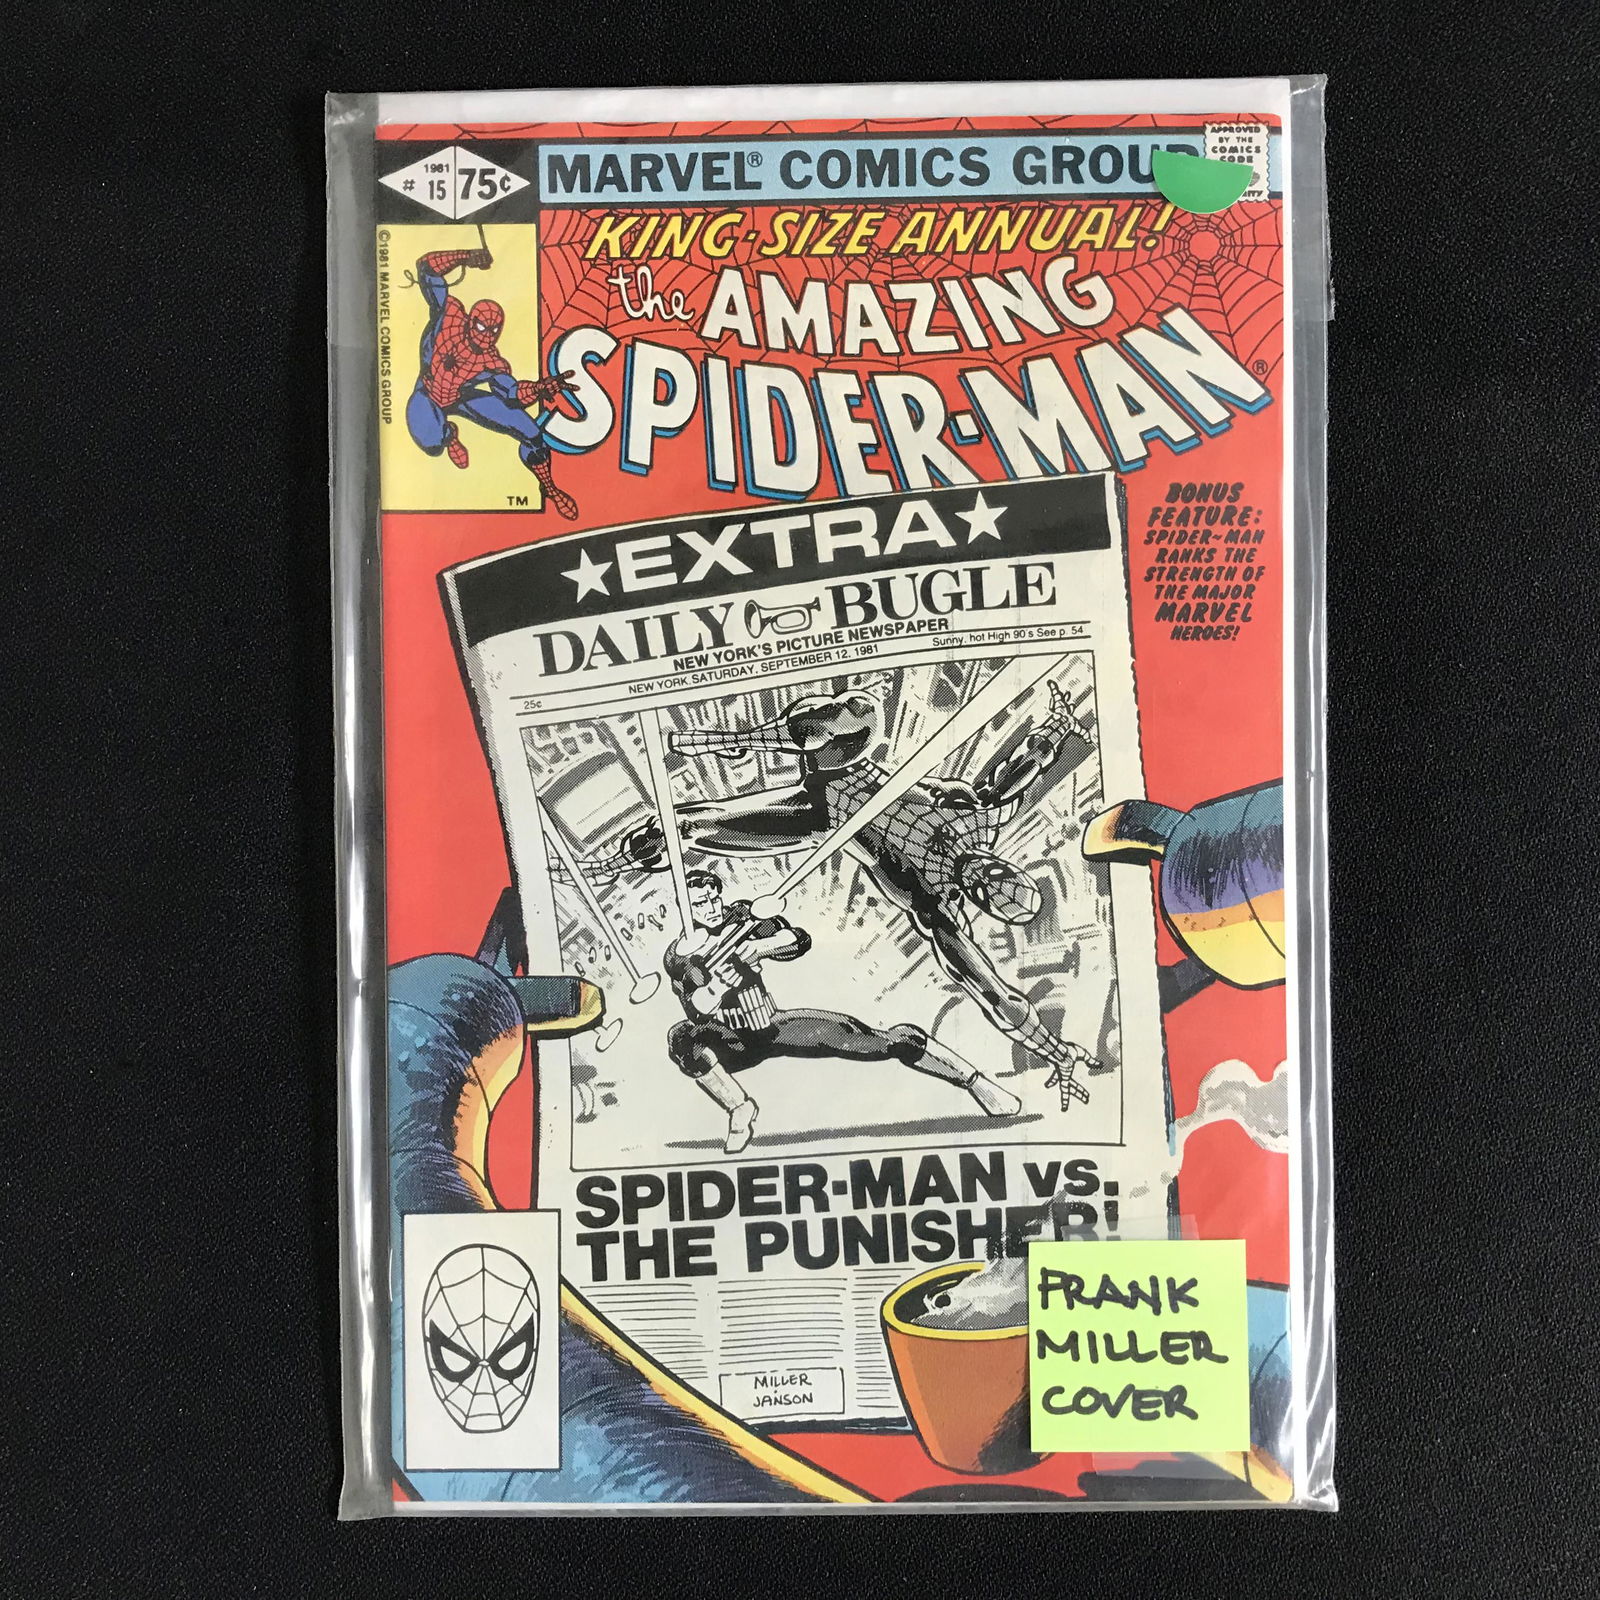 1981
# 15
75¢
MARVEL® COMICS GROUP
APPROVED
BY THE
COMICS
CODE
KING-SIZE ANNUAL!
the AMAZING
SPIDER-MAN®
©1981 MARVEL COMICS GROUP
TM
BONUS
FEATURE:
SPIDER-MAN
RANKS THE
STRENGTH OF
THE MAJOR
MARVEL
HEROES!
★EXTRA★
DAILY BUGLE
NEW YORK'S PICTURE NEWSPAPER
NEW YORK, SATURDAY, SEPTEMBER 12, 1981
Sunny, hot High 90's See p. 54
25¢
SPIDER-MAN vs.
THE PUNISHER!
MILLER
JANSON
FRANK
MILLER
COVER